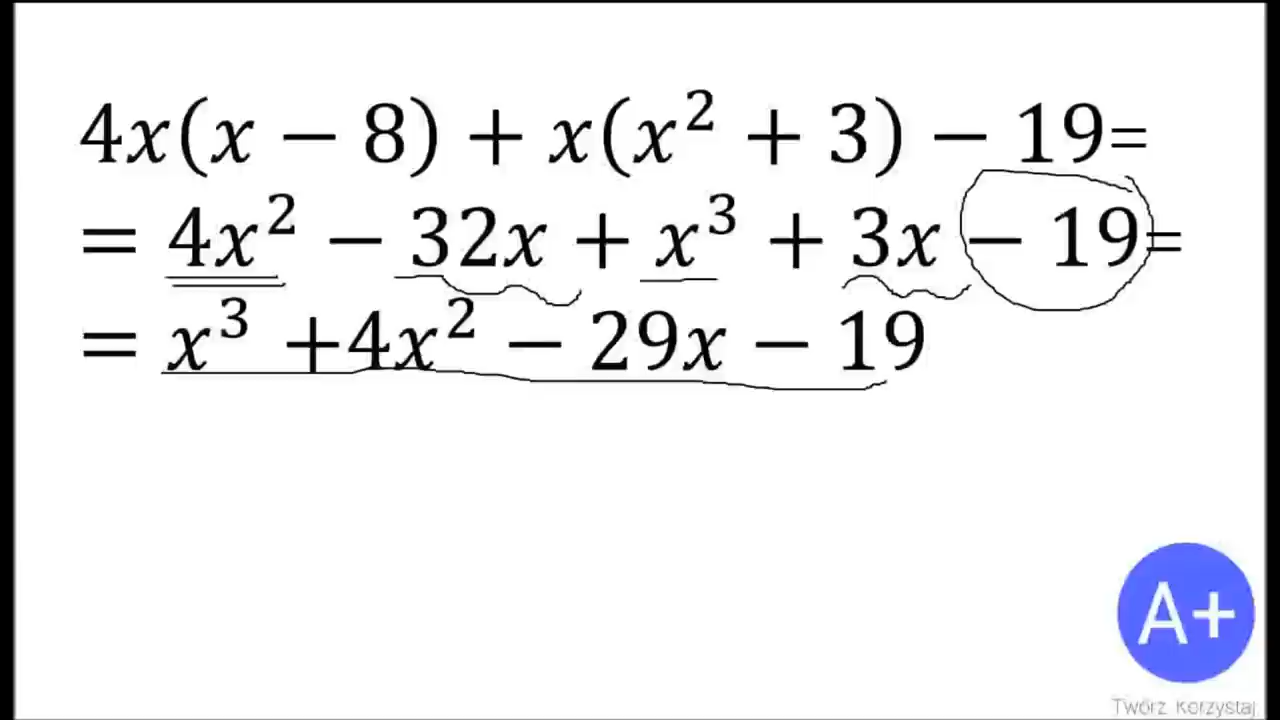 4x(x − 8) + x(x² + 3) − 19=
= 4x² − 32x + x³ + 3x − 19=
= x³ +4x² − 29x − 19
A+
Twórz Korzystaj